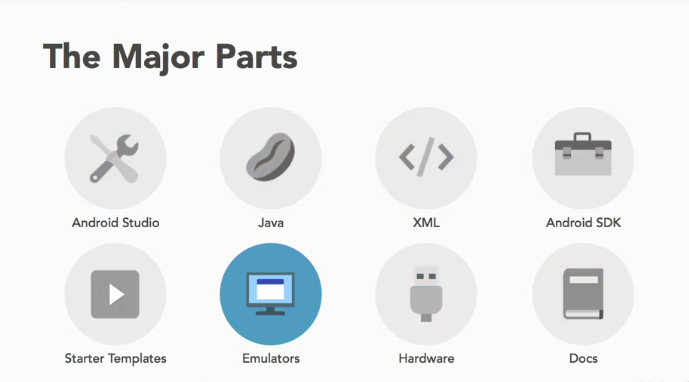 The Major Parts
Android Studio
Java
XML
Android SDK
Starter Templates
Emulators
Hardware
Docs